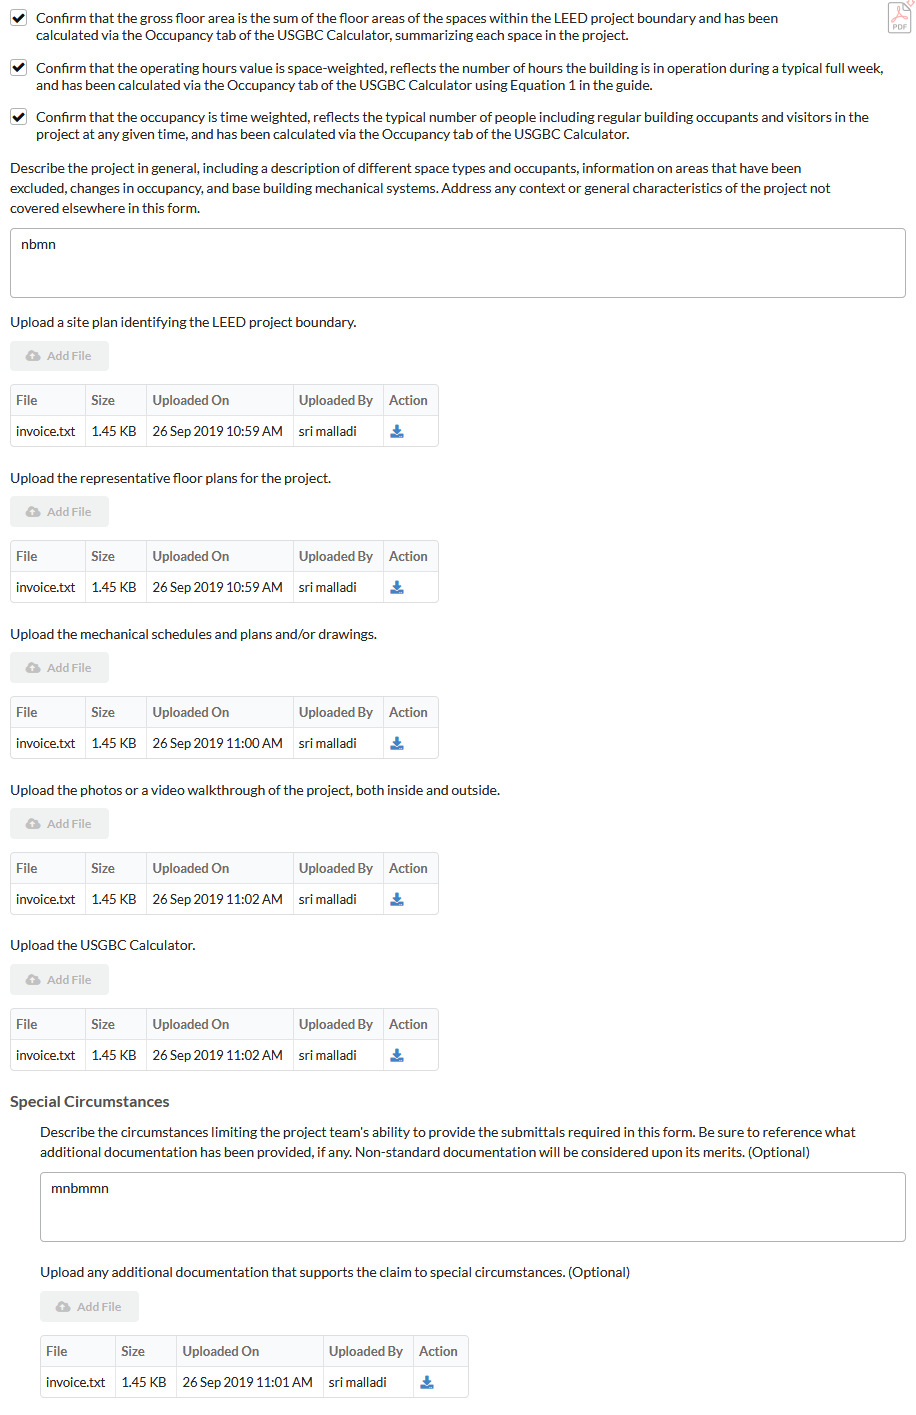 PDF
Confirm that the gross floor area is the sum of the floor areas of the spaces within the LEED project boundary and has been
calculated via the Occupancy tab of the USGBC Calculator, summarizing each space in the project.
Confirm that the operating hours value is space-weighted, reflects the number of hours the building is in operation during a typical full week,
and has been calculated via the Occupancy tab of the USGBC Calculator using Equation 1 in the guide.
Confirm that the occupancy is time weighted, reflects the typical number of people including regular building occupants and visitors in the
project at any given time, and has been calculated via the Occupancy tab of the USGBC Calculator.
Describe the project in general, including a description of different space types and occupants, information on areas that have been
excluded, changes in occupancy, and base building mechanical systems. Address any context or general characteristics of the project not
covered elsewhere in this form.
nbmn
Upload a site plan identifying the LEED project boundary.
Add File
File Size Uploaded On Uploaded By Action
invoice.txt 1.45 KB 26 Sep 2019 10:59 AM sri malladi
Upload the representative floor plans for the project.
Add File
File Size Uploaded On Uploaded By Action
invoice.txt 1.45 KB 26 Sep 2019 10:59 AM sri malladi
Upload the mechanical schedules and plans and/or drawings.
Add File
File Size Uploaded On Uploaded By Action
invoice.txt 1.45 KB 26 Sep 2019 11:00 AM sri malladi
Upload the photos or a video walkthrough of the project, both inside and outside.
Add File
File Size Uploaded On Uploaded By Action
invoice.txt 1.45 KB 26 Sep 2019 11:02 AM sri malladi
Upload the USGBC Calculator.
Add File
File Size Uploaded On Uploaded By Action
invoice.txt 1.45 KB 26 Sep 2019 11:02 AM sri malladi
Special Circumstances
Describe the circumstances limiting the project team's ability to provide the submittals required in this form. Be sure to reference what
additional documentation has been provided, if any. Non-standard documentation will be considered upon its merits. (Optional)
mnbmmn
Upload any additional documentation that supports the claim to special circumstances. (Optional)
Add File
File Size Uploaded On Uploaded By Action
invoice.txt 1.45 KB 26 Sep 2019 11:01 AM sri malladi